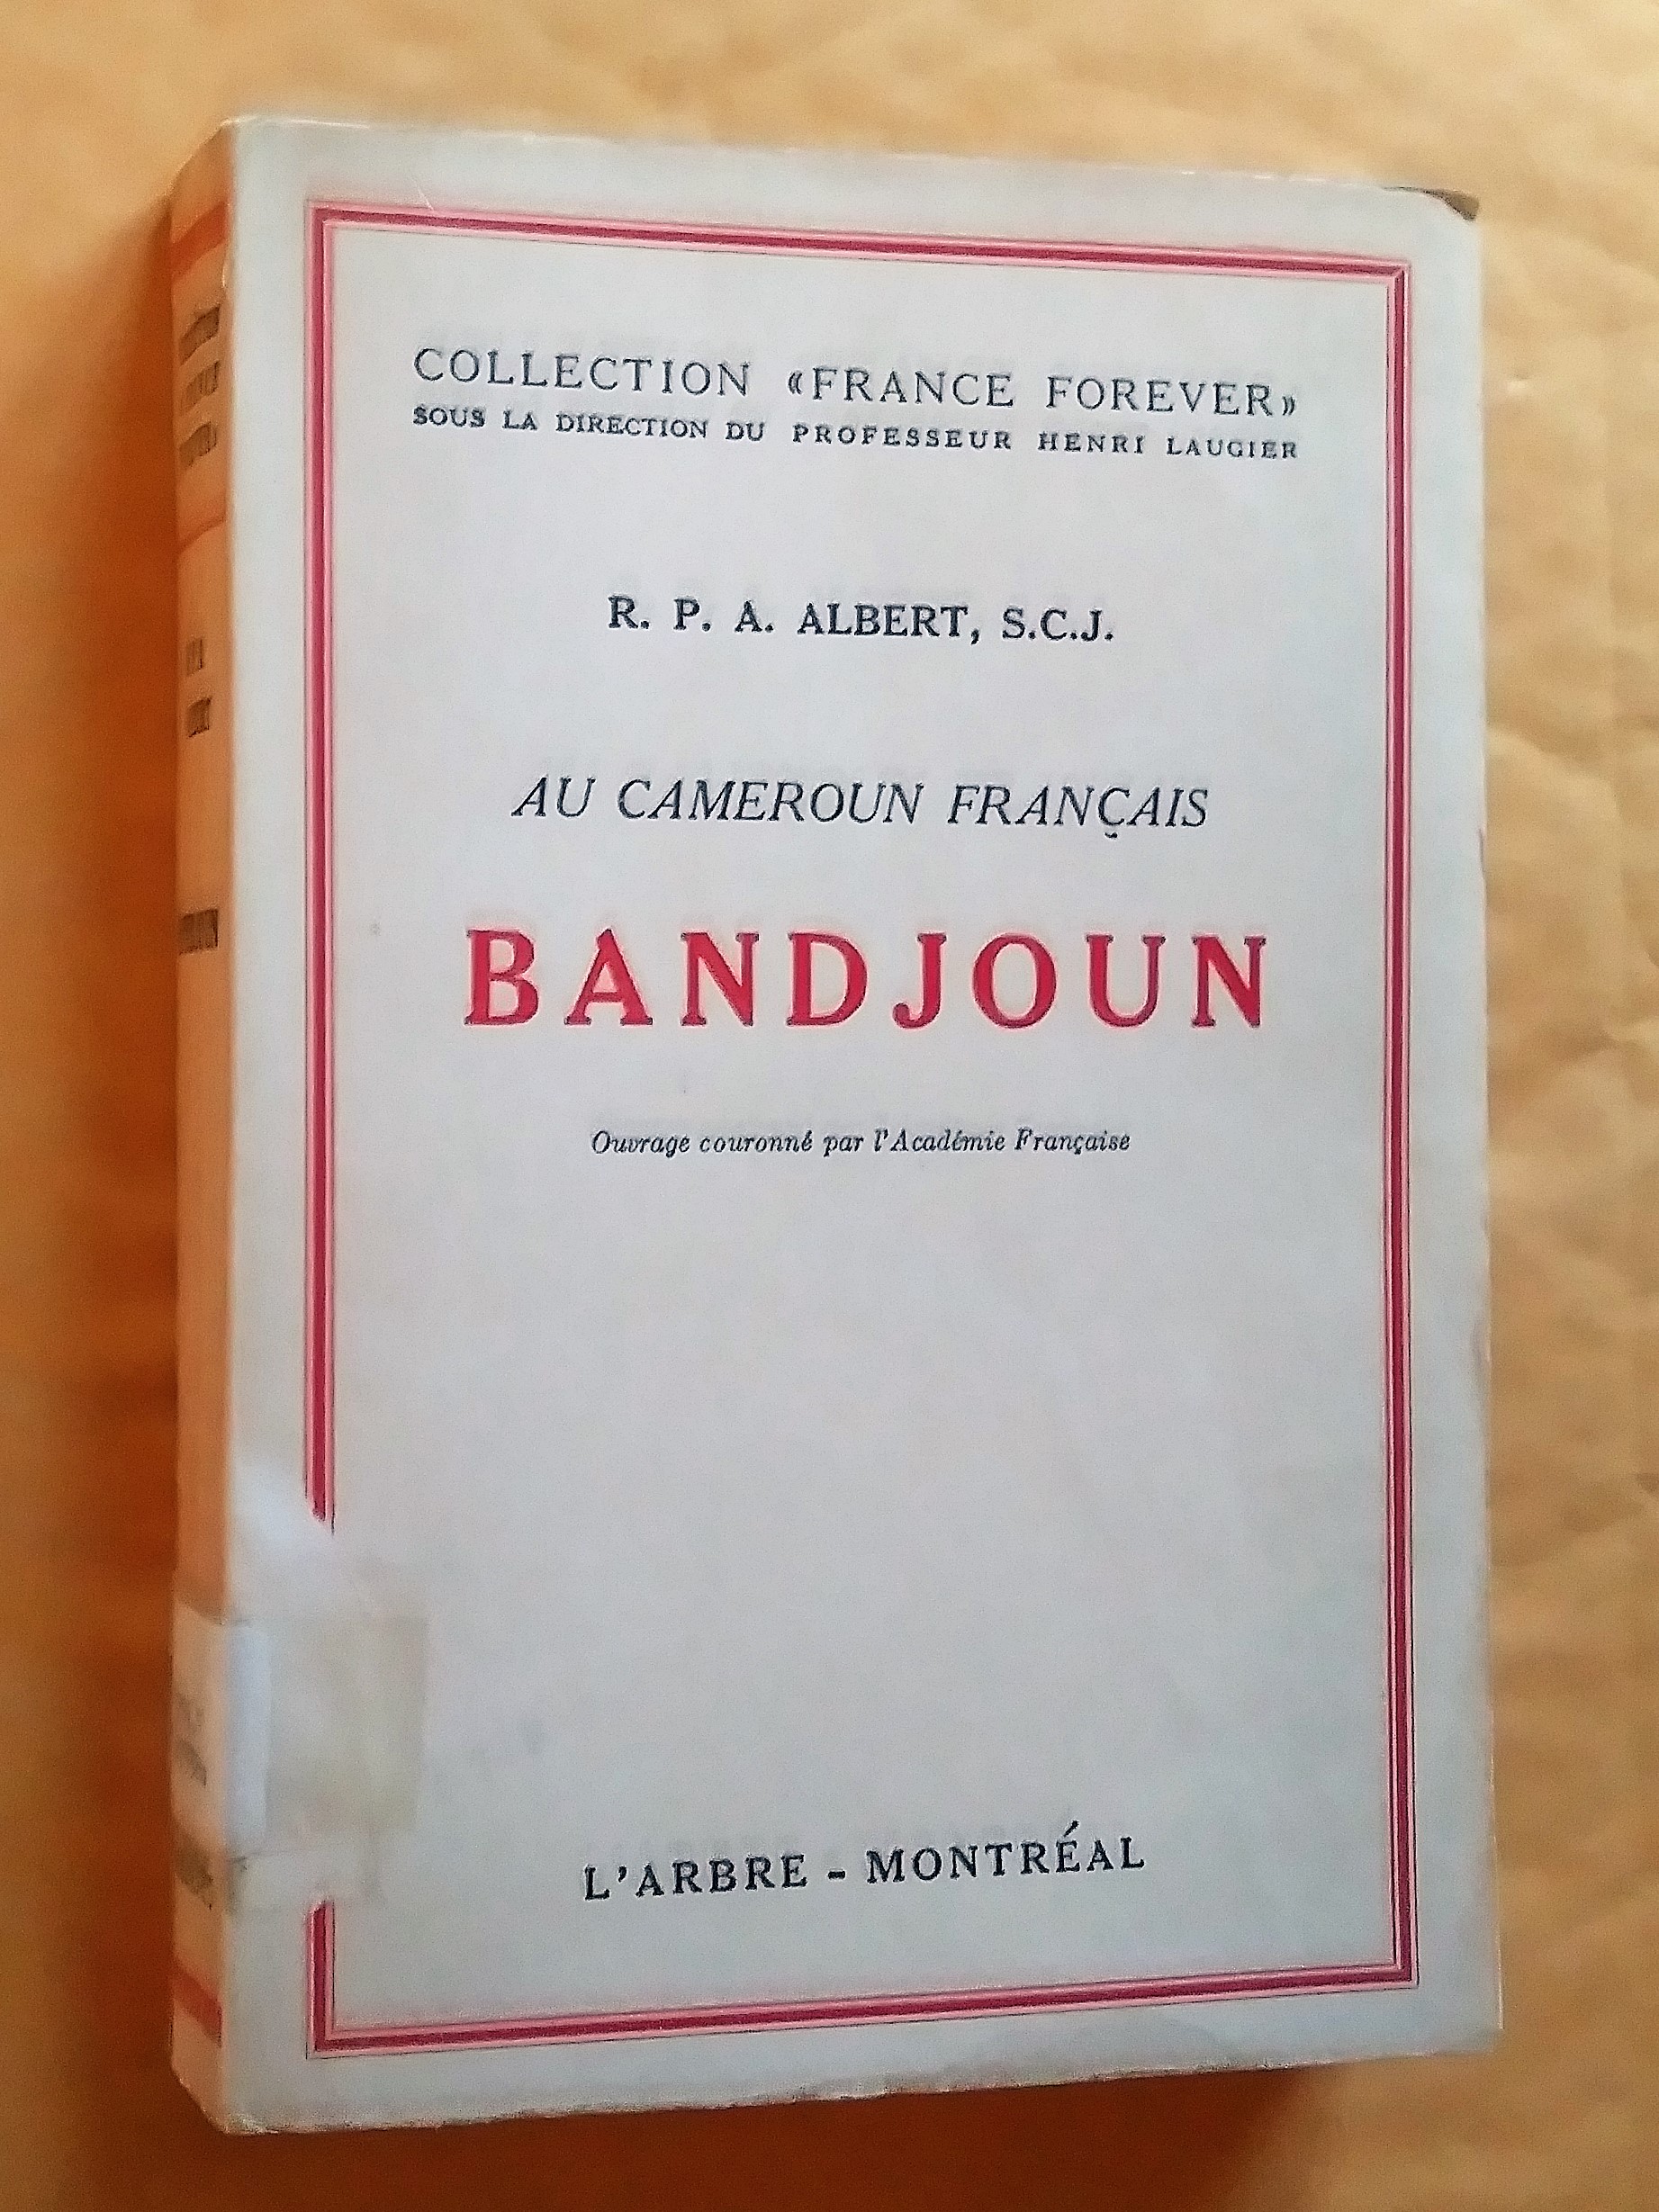 COLLECTION «FRANCE FOREVER»
SOUS LA DIRECTION DU PROFESSEUR HENRI LAUGIER
R. P. A. ALBERT, S.C.J.
AU CAMEROUN FRANÇAIS
BANDJOUN
Ouvrage couronné par l'Académie Française
L'ARBRE - MONTRÉAL